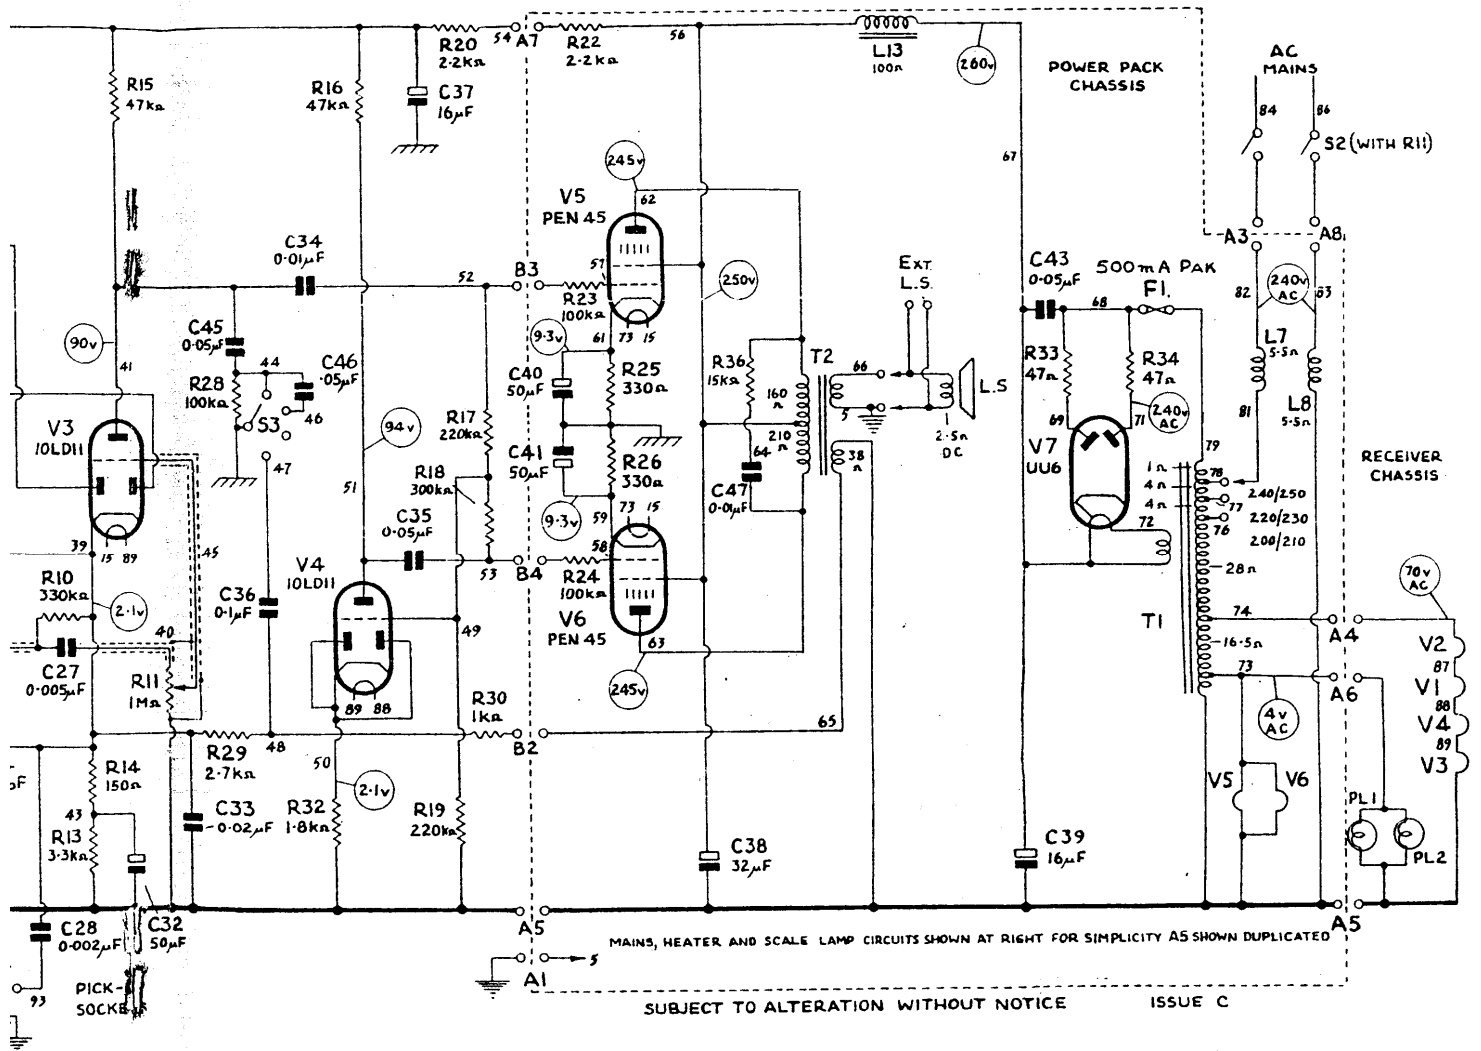 R20
2·2kΩ
54
A7
R22
2·2kΩ
56
L13
100Ω
260v
POWER PACK
CHASSIS
AC
MAINS
84
86
S2 (WITH R11)
R15
47kΩ
R16
47kΩ
C37
16µF
67
245v
62
V5
PEN 45
A3
A8
C34
0·01µF
52
B3
57
R23
100kΩ
250v
EXT
L.S.
C43
0·05µF
500mA PAK
F1.
68
82
240v
AC
83
90v
41
C45
0·05µF
44
C46
·05µF
R28
100kΩ
S3
46
47
61
73
15
9·3v
C40
50µF
R25
330Ω
R36
15kΩ
T2
66
160Ω
5
L.S
2·5Ω
DC
R33
47Ω
R34
47Ω
L7
5·5Ω
L8
5·5Ω
81
V3
10LD11
94v
R17
220kΩ
C41
50µF
R26
330Ω
210
Ω
64
C47
0·01µF
38
Ω
69
240v
AC
71
V7
UU6
79
RECEIVER
CHASSIS
51
R18
300kΩ
9·3v
59
73
15
1Ω
4Ω
4Ω
78
77
76
240/250
220/230
200/210
39
15
89
45
C35
0·05µF
53
B4
58
R24
100kΩ
72
28Ω
70v
AC
R10
330kΩ
2·1v
C36
0·1µF
V4
10LD11
49
V6
PEN 45
63
T1
74
A4
16·5Ω
V2
40
C27
0·005µF
R11
1MΩ
89
88
245v
73
A6
87
V1
R30
1kΩ
65
B2
4v
AC
88
V4
R29
2·7kΩ
48
50
89
V3
R14
150Ω
2·1v
V5
V6
43
C33
0·02µF
R32
1·8kΩ
R19
220kΩ
PL1
PL2
R13
3·3kΩ
C38
32µF
C39
16µF
C28
0·002µF
C32
50µF
A5
A5
MAINS, HEATER AND SCALE LAMP CIRCUITS SHOWN AT RIGHT FOR SIMPLICITY A5 SHOWN DUPLICATED
A1
5
93
PICK-
SUBJECT TO ALTERATION WITHOUT NOTICE
ISSUE C